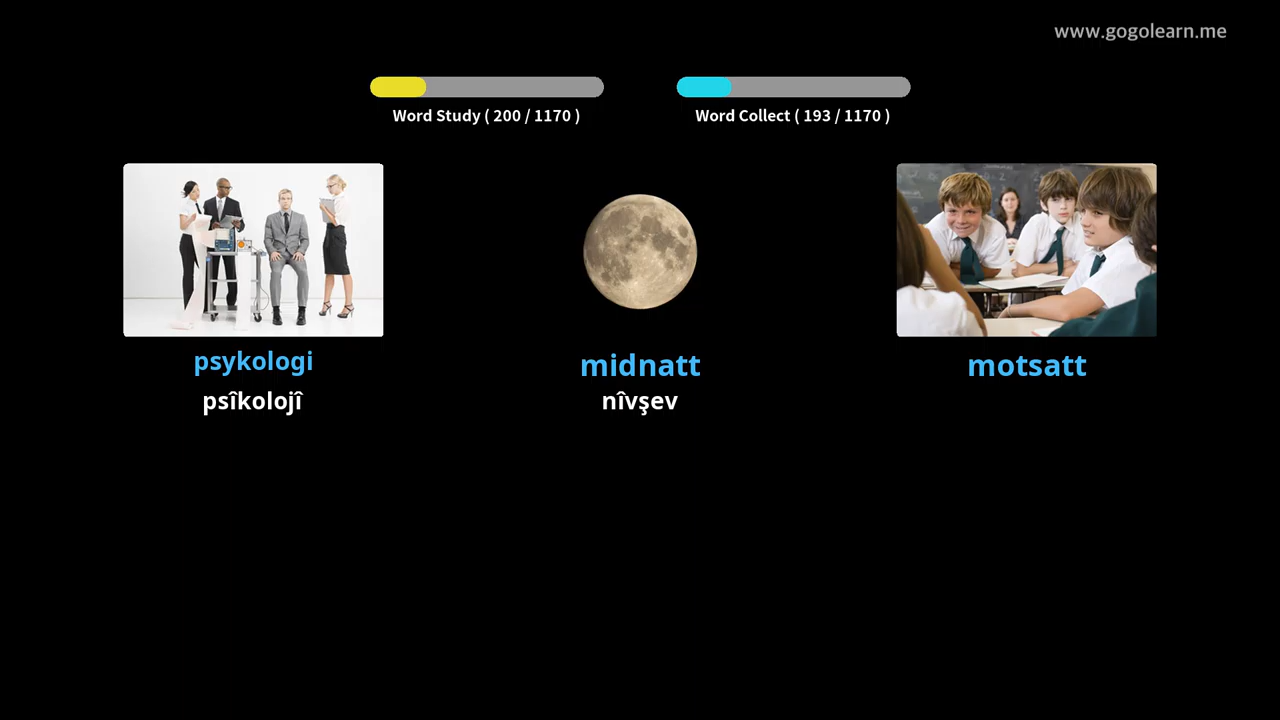 www.gogolearn.me
Word Study ( 200 / 1170 )
Word Collect ( 193 / 1170 )
psykologi
midnatt
motsatt
psîkolojî
nîvşev